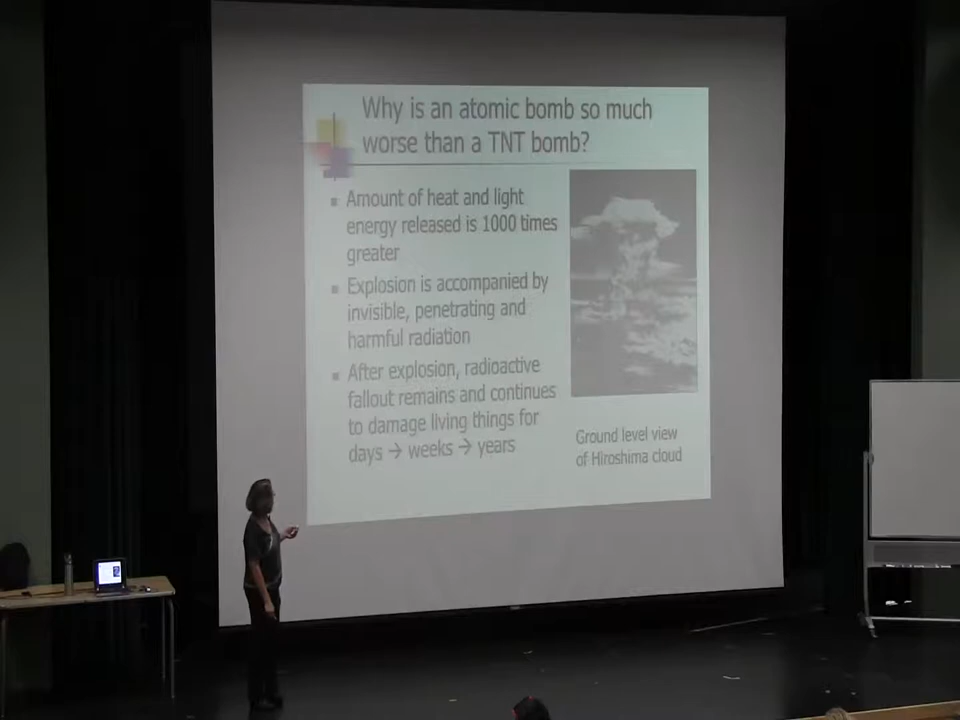 Why is an atomic bomb so much
worse than a TNT bomb?
Amount of heat and light
energy released is 1000 times
greater
Explosion is accompanied by
invisible, penetrating and
harmful radiation
After explosion, radioactive
fallout remains and continues
to damage living things for
days → weeks → years
Ground level view
of Hiroshima cloud